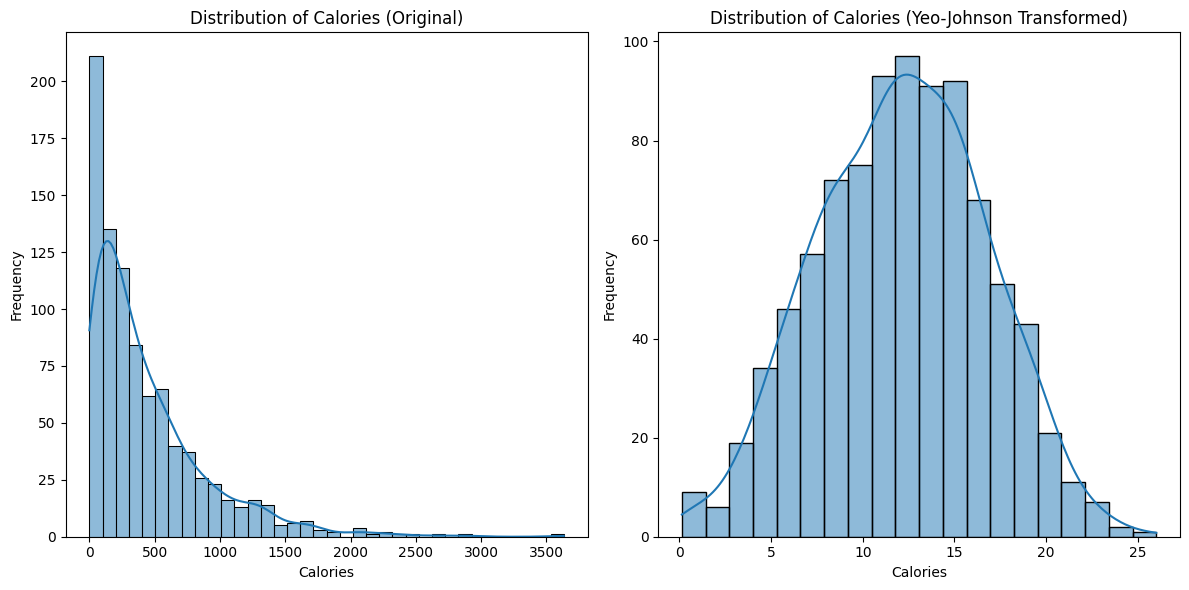 Distribution of Calories (Original)
Frequency
200
175
150
125
100
75
50
25
0
0 500 1000 1500 2000 2500 3000 3500
Calories
Distribution of Calories (Yeo-Johnson Transformed)
Frequency
100
80
60
40
20
0
0 5 10 15 20 25
Calories